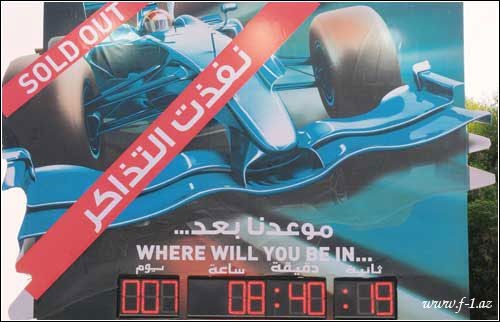 SOLD OUT
نفذت التذاكر
موعدنا بعد...
WHERE WILL YOU BE IN...
يوم ساعة دقيقة ثانية
007 08:40:19
www.f-1.az